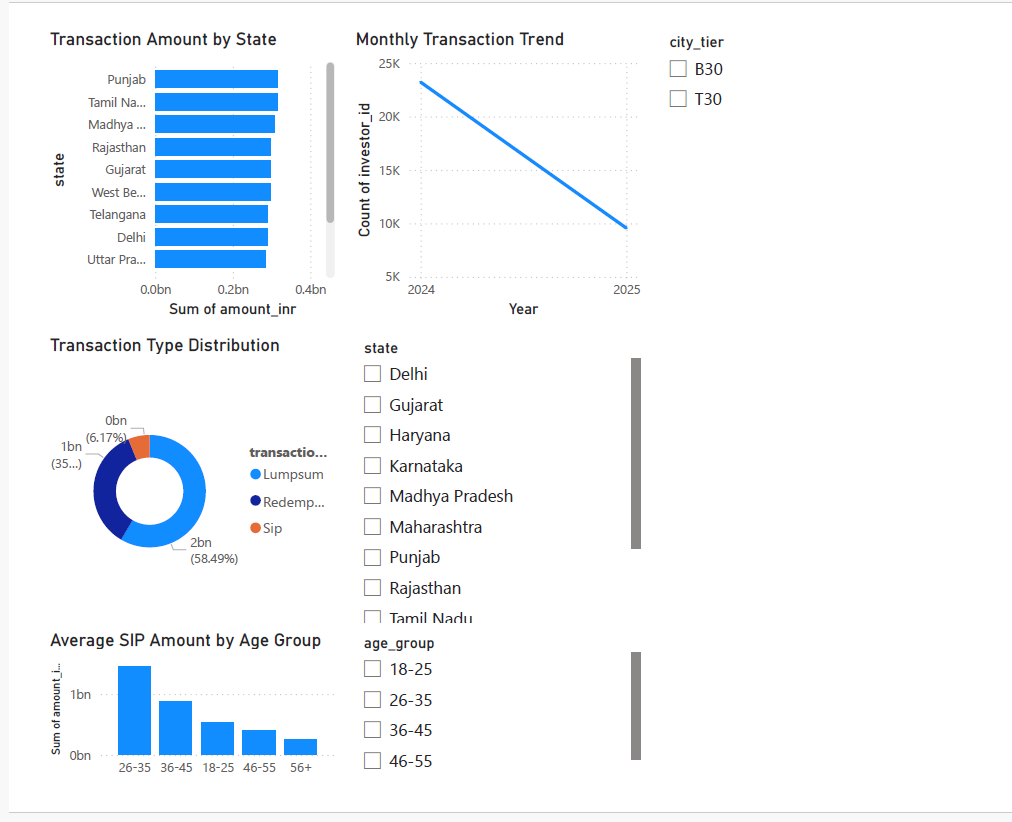 Transaction Amount by State
state
Punjab
Tamil Na...
Madhya ...
Rajasthan
Gujarat
West Be...
Telangana
Delhi
Uttar Pra...
0.0bn
0.2bn
0.4bn
Sum of amount_inr
Monthly Transaction Trend
Count of investor_id
25K
20K
15K
10K
5K
2024
2025
Year
city_tier
B30
T30
Transaction Type Distribution
0bn
(6.17%)
1bn
(35...)
2bn
(58.49%)
transactio...
Lumpsum
Redemp...
Sip
state
Delhi
Gujarat
Haryana
Karnataka
Madhya Pradesh
Maharashtra
Punjab
Rajasthan
Tamil Nadu
Average SIP Amount by Age Group
Sum of amount_i...
1bn
0bn
26-35
36-45
18-25
46-55
56+
age_group
18-25
26-35
36-45
46-55